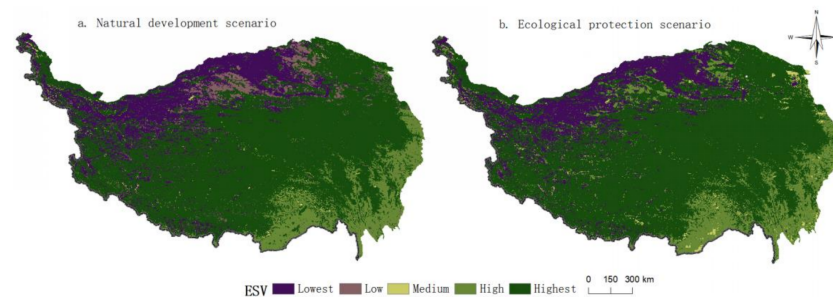 a. Natural development scenario
b. Ecological protection scenario
N
W
E
S
ESV Lowest Low Medium High Highest
0 150 300 km